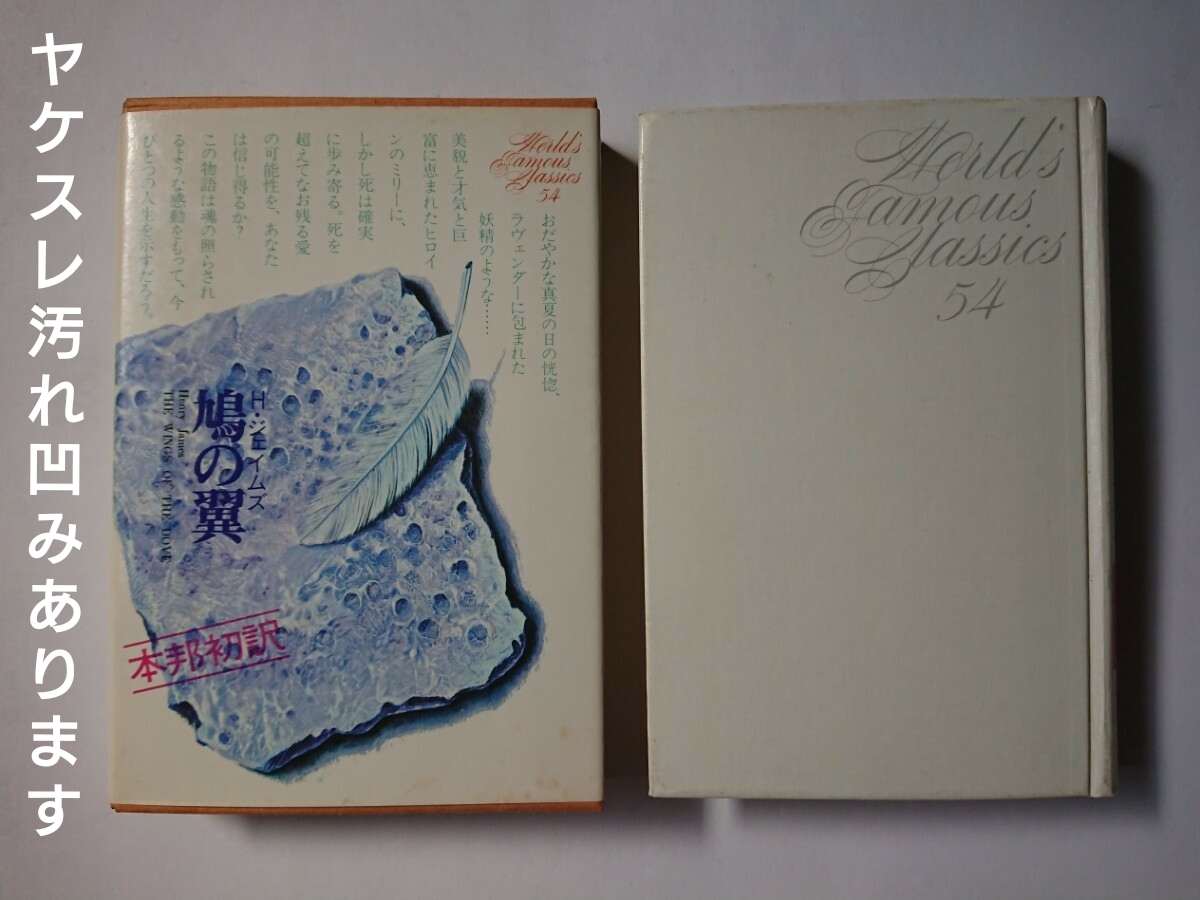 ヤケスレ汚れ凹みあります
World's
Famous
Classics
54
おだやかな真夏の日の恍惚、
ラヴェンダーに包まれた
妖精のような……
美貌と才気と巨
富に恵まれたヒロイ
ンのミリーに、
しかし死は確実
に歩み寄る。死を
超えてなお残る愛
の可能性を、あなた
は信じ得るか？
この物語は魂の照らされ
るような感動をもって、今
ひとつの人生を示すだろう。
H・ジェイムズ
鳩の翼
Henry James
THE WINGS OF THE DOVE
本邦初訳
World's
Famous
Classics
54